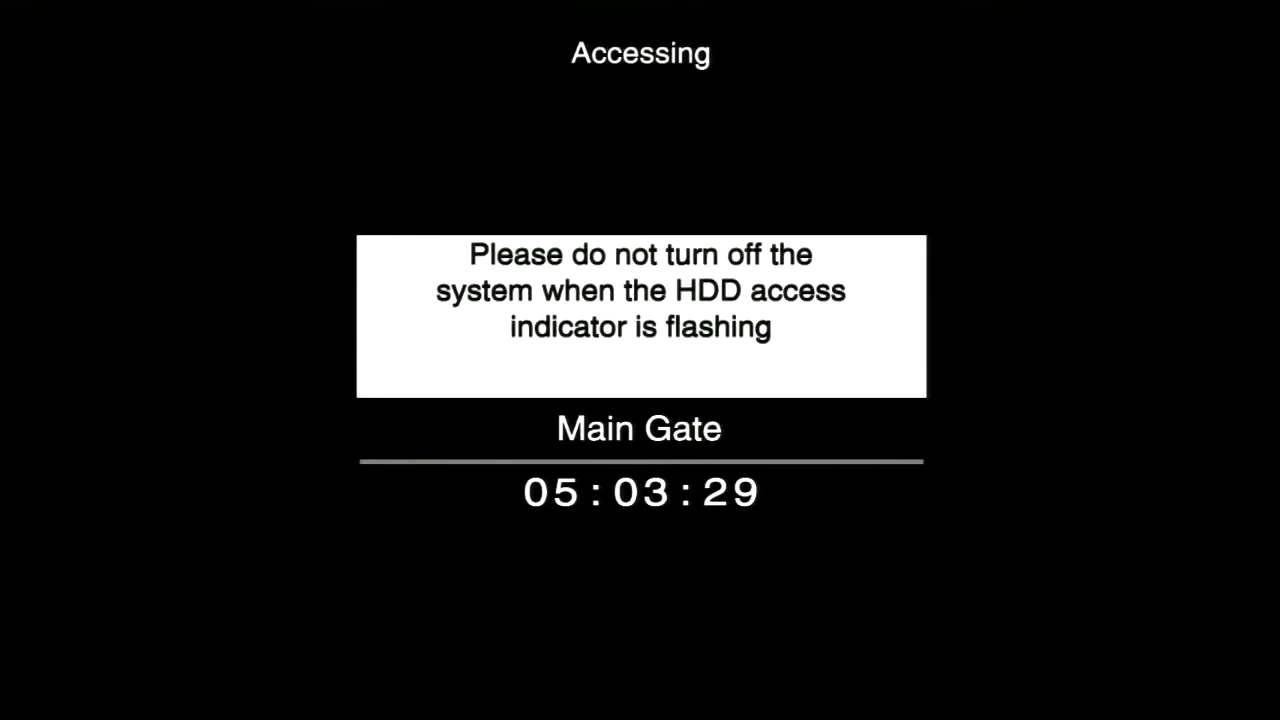 Accessing
Please do not turn off the
system when the HDD access
indicator is flashing
Main Gate
05:03:29